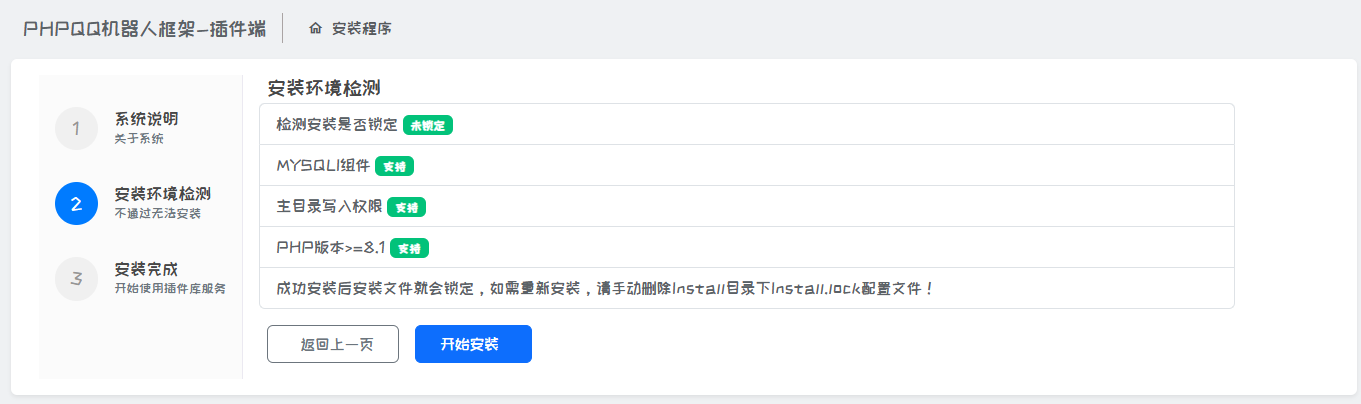 PHPQQ机器人框架-插件端
安装程序
1
系统说明
关于系统
2
安装环境检测
不通过无法安装
3
安装完成
开始使用插件库服务
安装环境检测
检测安装是否锁定 未锁定
MYSQLI组件 支持
主目录写入权限 支持
PHP版本>=8.1 支持
成功安装后安装文件就会锁定，如需重新安装，请手动删除Install目录下Install.lock配置文件！
返回上一页
开始安装